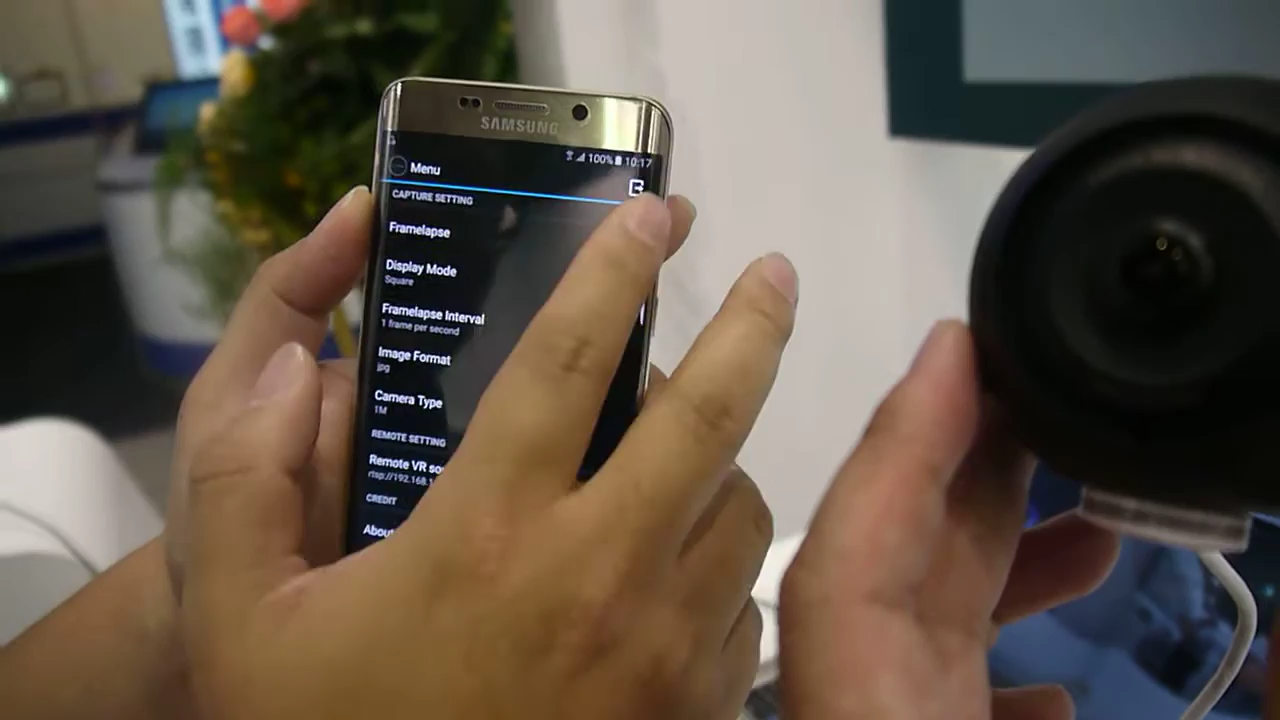 SAMSUNG
100% 10:17
Menu
CAPTURE SETTING
Framelapse
Display Mode
Square
Framelapse Interval
1 frame per second
Image Format
jpg
Camera Type
1M
REMOTE SETTING
Remote VR
rtsp://192.168.
CREDIT
About